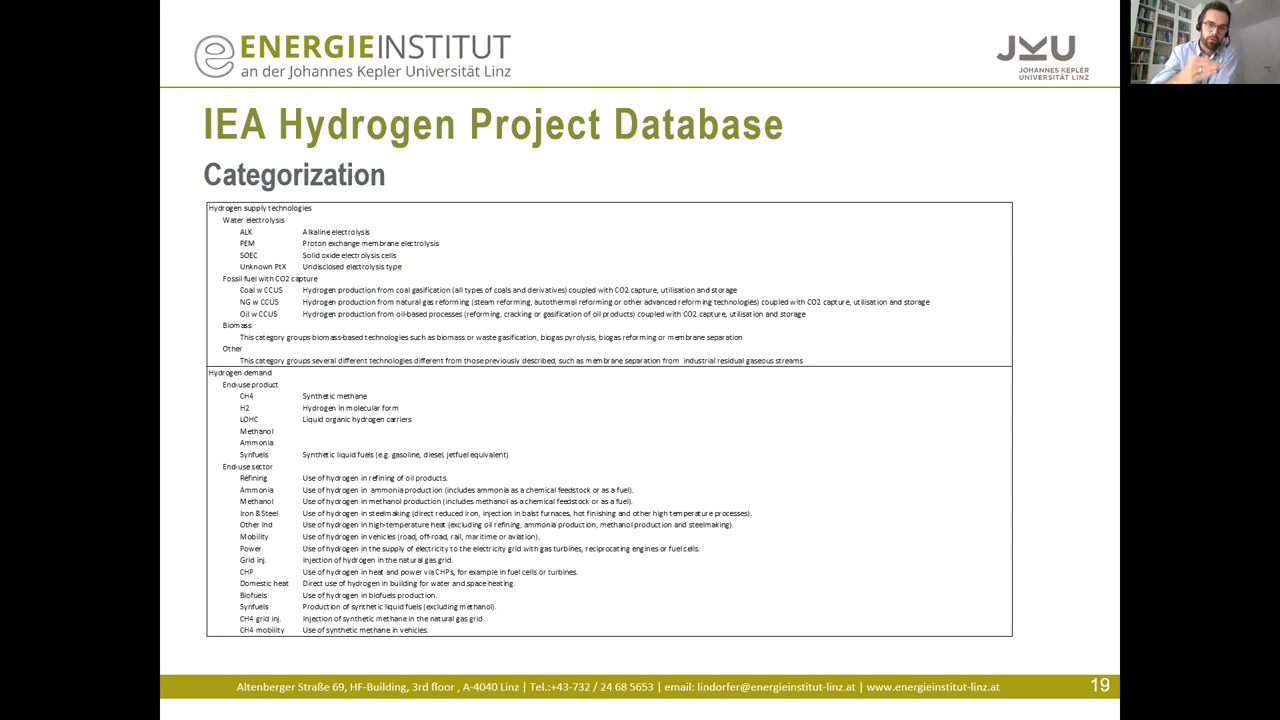 ENERGIEINSTITUT
an der Johannes Kepler Universität Linz
JKU
JOHANNES KEPLER
UNIVERSITÄT LINZ
IEA Hydrogen Project Database
Categorization
Hydrogen supply technologies
Water electrolysis
ALK Alkaline electrolysis
PEM Proton exchange membrane electrolysis
SOEC Solid oxide electrolysis cells
Unknown PtX Undisclosed electrolysis type
Fossil fuel with CO2 capture
Coal w CCUS Hydrogen production from coal gasification (all types of coals and derivatives) coupled with CO2 capture, utilisation and storage
NG w CCUS Hydrogen production from natural gas reforming (steam reforming, autothermal reforming or other advanced reforming technologies) coupled with CO2 capture, utilisation and storage
Oil w CCUS Hydrogen production from oil-based processes (reforming, cracking or gasification of oil products) coupled with CO2 capture, utilisation and storage
Biomass
This category groups biomass-based technologies such as biomass or waste gasification, biogas pyrolysis, biogas reforming or membrane separation
Other
This category groups several different technologies different from those previously described, such as membrane separation from industrial residual gaseous streams
Hydrogen demand
End-use product
CH4 Synthetic methane
H2 Hydrogen in molecular form
LOHC Liquid organic hydrogen carriers
Methanol
Ammonia
Synfuels Synthetic liquid fuels (e.g. gasoline, diesel, jetfuel equivalent)
End-use sector
Refining Use of hydrogen in refining of oil products.
Ammonia Use of hydrogen in ammonia production (includes ammonia as a chemical feedstock or as a fuel).
Methanol Use of hydrogen in methanol production (includes methanol as a chemical feedstock or as a fuel).
Iron &Steel Use of hydrogen in steelmaking (direct reduced iron, injection in balst furnaces, hot finishing and other high temperature processes).
Other Ind Use of hydrogen in high-temperature heat (excluding oil refining, ammonia production, methanol production and steelmaking).
Mobility Use of hydrogen in vehicles (road, off-road, rail, maritime or aviation).
Power Use of hydrogen in the supply of electricity to the electricity grid with gas turbines, reciprocating engines or fuel cells.
Grid inj. Injection of hydrogen in the natural gas grid.
CHP Use of hydrogen in heat and power via CHPs, for example in fuel cells or turbines.
Domestic heat Direct use of hydrogen in building for water and space heating.
Biofuels Use of hydrogen in biofuels production.
Synfuels Production of synthetic liquid fuels (excluding methanol).
CH4 grid inj. Injection of synthetic methane in the natural gas grid.
CH4 mobility Use of synthetic methane in vehicles.
Altenberger Straße 69, HF-Building, 3rd floor , A-4040 Linz | Tel.:+43-732 / 24 68 5653 | email: lindorfer@energieinstitut-linz.at | www.energieinstitut-linz.at
19